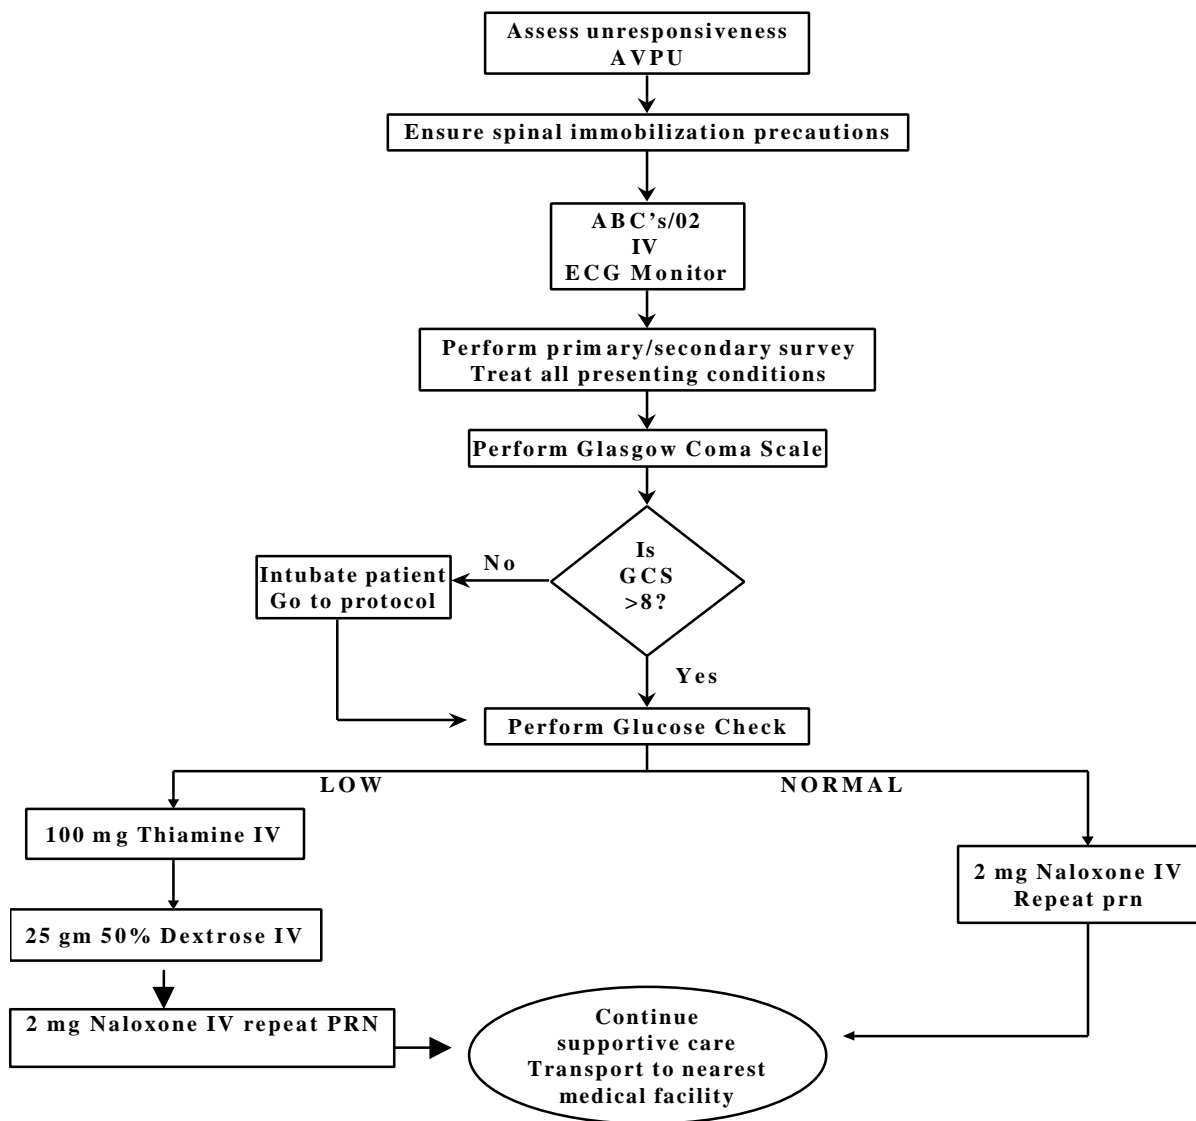 Assess unresponsiveness
AVPU
Ensure spinal immobilization precautions
ABC’s/02
IV
ECG Monitor
Perform primary/secondary survey
Treat all presenting conditions
Perform Glasgow Coma Scale
Is
GCS
>8?
No
Intubate patient
Go to protocol
Yes
Perform Glucose Check
LOW
NORMAL
100 mg Thiamine IV
25 gm 50% Dextrose IV
2 mg Naloxone IV repeat PRN
2 mg Naloxone IV
Repeat prn
Continue
supportive care
Transport to nearest
medical facility